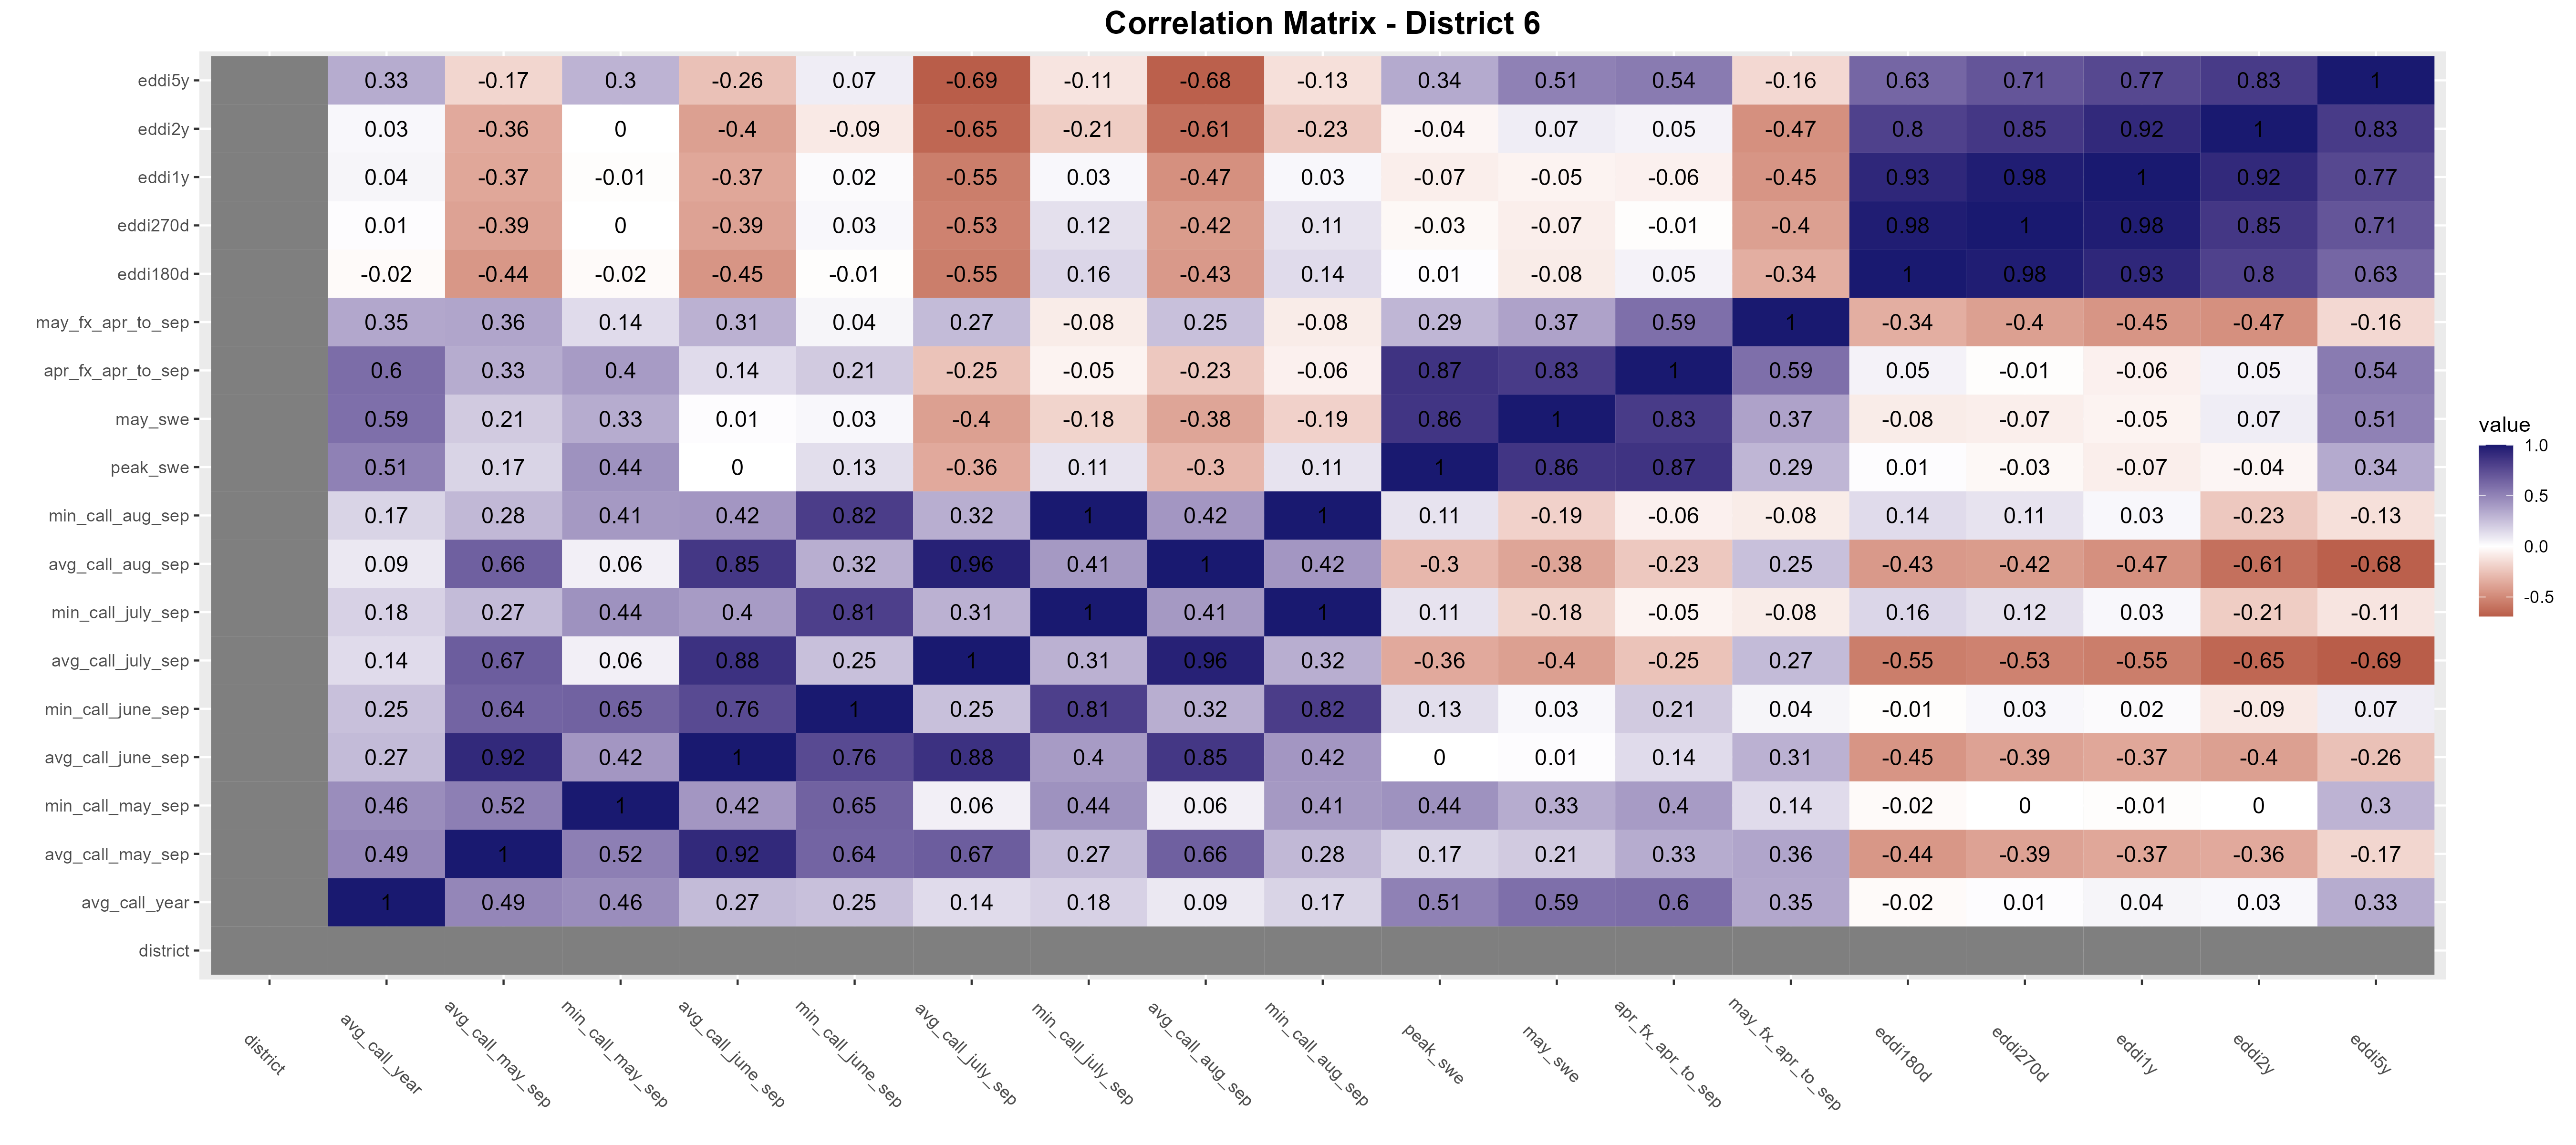 Correlation Matrix - District 6
eddi5y 0.33 -0.17 0.3 -0.26 0.07 -0.69 -0.11 -0.68 -0.13 0.34 0.51 0.54 -0.16 0.63 0.71 0.77 0.83 1
eddi2y 0.03 -0.36 0 -0.4 -0.09 -0.65 -0.21 -0.61 -0.23 -0.04 0.07 0.05 -0.47 0.8 0.85 0.92 1 0.83
eddi1y 0.04 -0.37 -0.01 -0.37 0.02 -0.55 0.03 -0.47 0.03 -0.07 -0.05 -0.06 -0.45 0.93 0.98 1 0.92 0.77
eddi270d 0.01 -0.39 0 -0.39 0.03 -0.53 0.12 -0.42 0.11 -0.03 -0.07 -0.01 -0.4 0.98 1 0.98 0.85 0.71
eddi180d -0.02 -0.44 -0.02 -0.45 -0.01 -0.55 0.16 -0.43 0.14 0.01 -0.08 0.05 -0.34 1 0.98 0.93 0.8 0.63
may_fx_apr_to_sep 0.35 0.36 0.14 0.31 0.04 0.27 -0.08 0.25 -0.08 0.29 0.37 0.59 1 -0.34 -0.4 -0.45 -0.47 -0.16
apr_fx_apr_to_sep 0.6 0.33 0.4 0.14 0.21 -0.25 -0.05 -0.23 -0.06 0.87 0.83 1 0.59 0.05 -0.01 -0.06 0.05 0.54
may_swe 0.59 0.21 0.33 0.01 0.03 -0.4 -0.18 -0.38 -0.19 0.86 1 0.83 0.37 -0.08 -0.07 -0.05 0.07 0.51
peak_swe 0.51 0.17 0.44 0 0.13 -0.36 0.11 -0.3 0.11 1 0.86 0.87 0.29 0.01 -0.03 -0.07 -0.04 0.34
min_call_aug_sep 0.17 0.28 0.41 0.42 0.82 0.32 1 0.42 1 0.11 -0.19 -0.06 -0.08 0.14 0.11 0.03 -0.23 -0.13
avg_call_aug_sep 0.09 0.66 0.06 0.85 0.32 0.96 0.41 1 0.42 -0.3 -0.38 -0.23 0.25 -0.43 -0.42 -0.47 -0.61 -0.68
min_call_july_sep 0.18 0.27 0.44 0.4 0.81 0.31 1 0.41 1 0.11 -0.18 -0.05 -0.08 0.16 0.12 0.03 -0.21 -0.11
avg_call_july_sep 0.14 0.67 0.06 0.88 0.25 1 0.31 0.96 0.32 -0.36 -0.4 -0.25 0.27 -0.55 -0.53 -0.55 -0.65 -0.69
min_call_june_sep 0.25 0.64 0.65 0.76 1 0.25 0.81 0.32 0.82 0.13 0.03 0.21 0.04 -0.01 0.03 0.02 -0.09 0.07
avg_call_june_sep 0.27 0.92 0.42 1 0.76 0.88 0.4 0.85 0.42 0 0.01 0.14 0.31 -0.45 -0.39 -0.37 -0.4 -0.26
min_call_may_sep 0.46 0.52 1 0.42 0.65 0.06 0.44 0.06 0.41 0.44 0.33 0.4 0.14 -0.02 0 -0.01 0 0.3
avg_call_may_sep 0.49 1 0.52 0.92 0.64 0.67 0.27 0.66 0.28 0.17 0.21 0.33 0.36 -0.44 -0.39 -0.37 -0.36 -0.17
avg_call_year 1 0.49 0.46 0.27 0.25 0.14 0.18 0.09 0.17 0.51 0.59 0.6 0.35 -0.02 0.01 0.04 0.03 0.33
district
district avg_call_year avg_call_may_sep min_call_may_sep avg_call_june_sep min_call_june_sep avg_call_july_sep min_call_july_sep avg_call_aug_sep min_call_aug_sep peak_swe may_swe apr_fx_apr_to_sep may_fx_apr_to_sep eddi180d eddi270d eddi1y eddi2y eddi5y
value
1.0
0.5
0.0
-0.5